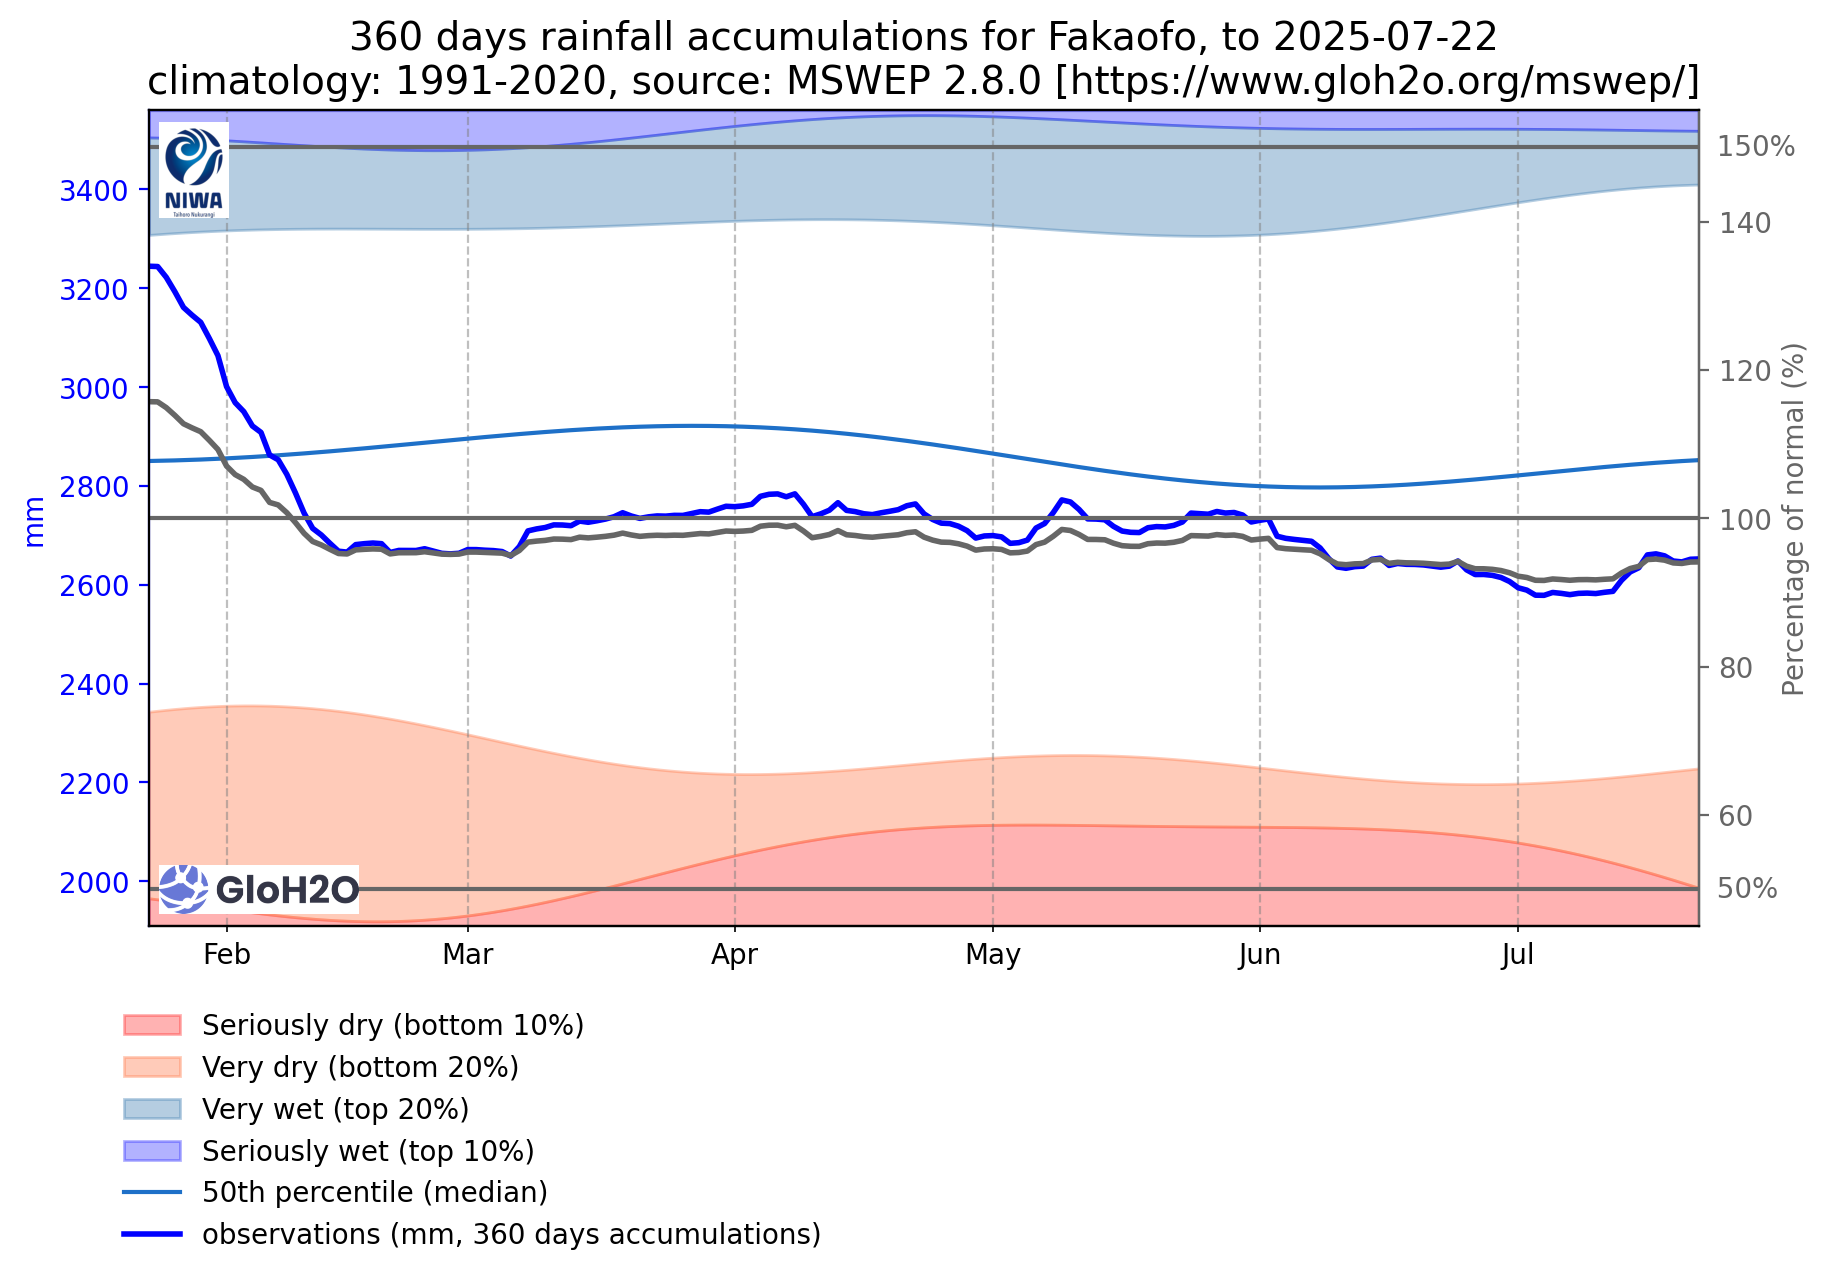 360 days rainfall accumulations for Fakaofo, to 2025-07-22
climatology: 1991-2020, source: MSWEP 2.8.0 [https://www.gloh2o.org/mswep/]
NIWA
Taihoro Nukurangi
3400
3200
3000
2800
2600
2400
2200
2000
mm
150%
140
120
100
80
60
50%
Percentage of normal (%)
GloH2O
Feb
Mar
Apr
May
Jun
Jul
Seriously dry (bottom 10%)
Very dry (bottom 20%)
Very wet (top 20%)
Seriously wet (top 10%)
50th percentile (median)
observations (mm, 360 days accumulations)